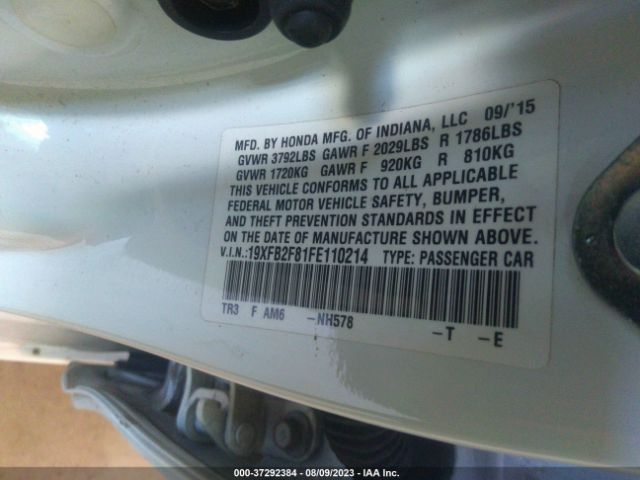 MFD. BY HONDA MFG. OF INDIANA, LLC 09/'15
GVWR 3792LBS GAWR F 2029LBS R 1786LBS
GVWR 1720KG GAWR F 920KG R 810KG
THIS VEHICLE CONFORMS TO ALL APPLICABLE
FEDERAL MOTOR VEHICLE SAFETY, BUMPER,
AND THEFT PREVENTION STANDARDS IN EFFECT
ON THE DATE OF MANUFACTURE SHOWN ABOVE.
V.I.N.:19XFB2F81FE110214 TYPE: PASSENGER CAR
TR3 F AM6 -NH578 -T -E
000-37292384 - 08/09/2023 - IAA Inc.